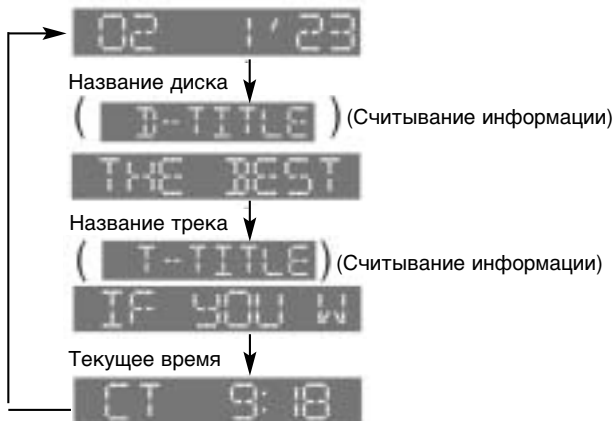 02 1'23
Название диска
( D-TITLE ) (Считывание информации)
THE BEST
Название трека
( T-TITLE ) (Считывание информации)
IF YOU W
Текущее время
CT 9:18